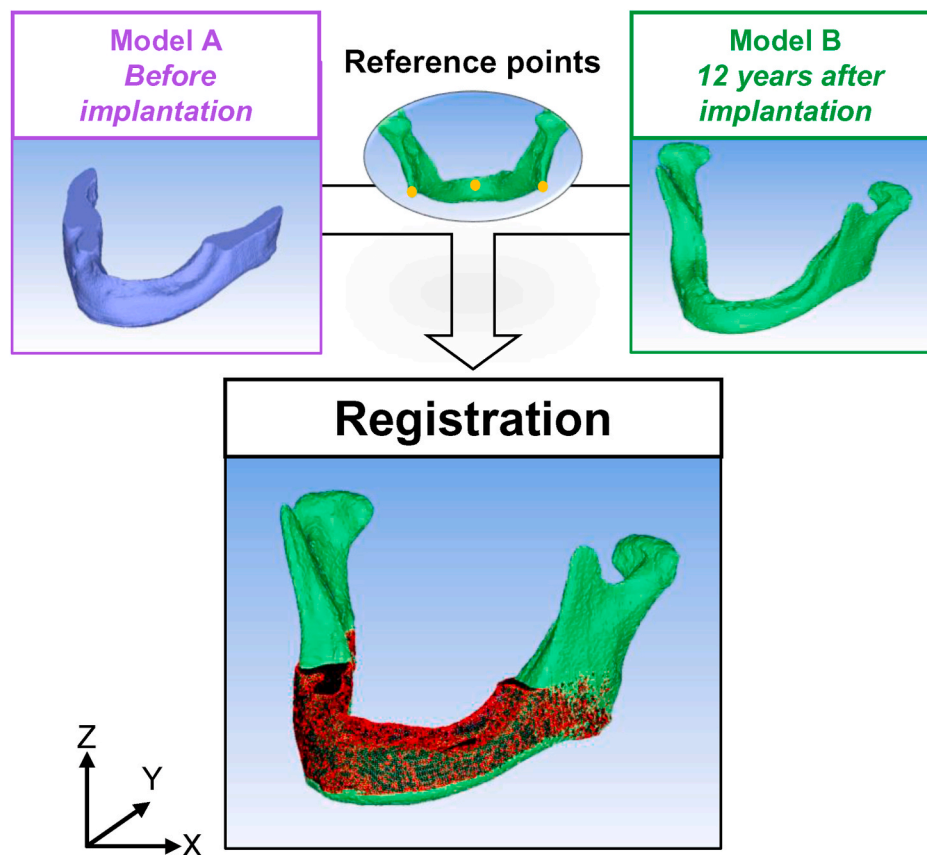 Model A
Before
implantation
Reference points
Model B
12 years after
implantation
Registration
Z
Y
X